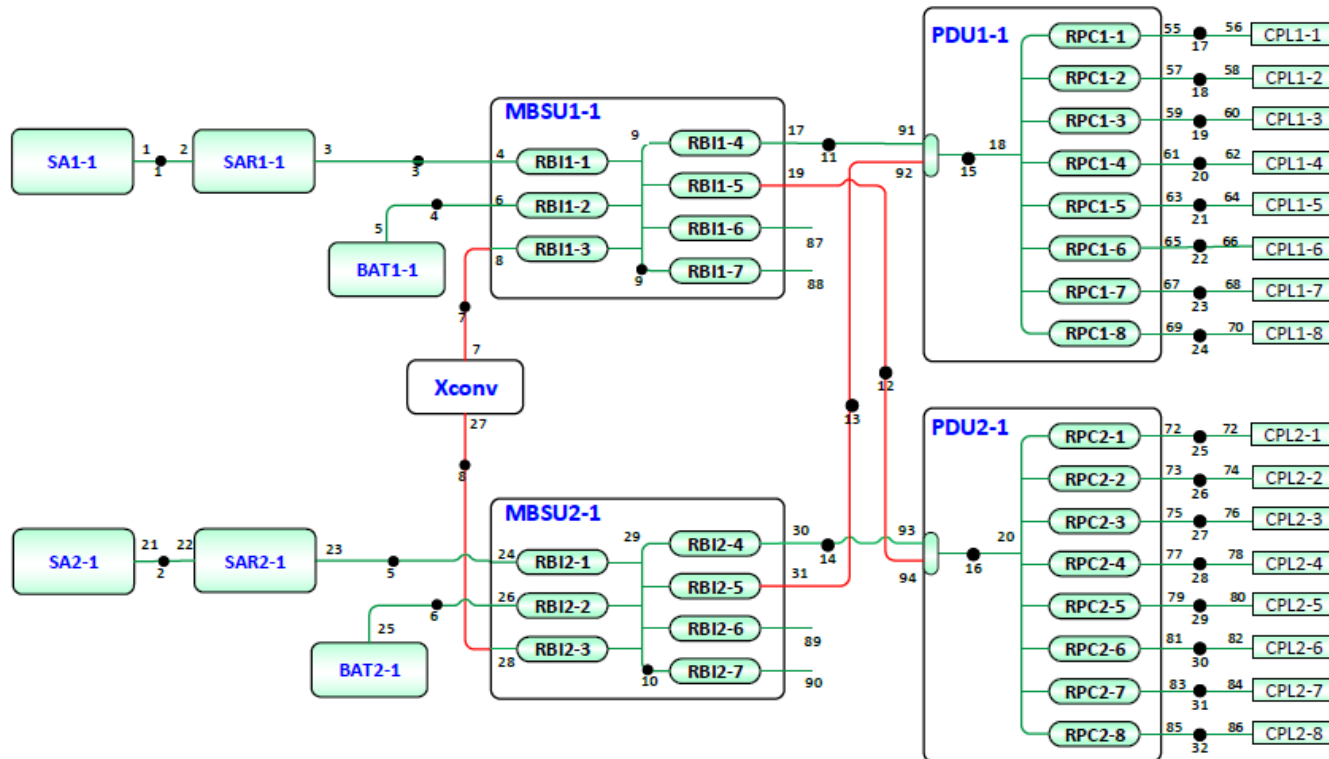 PDU1-1
RPC1-1 55 17 56 CPL1-1
RPC1-2 57 18 58 CPL1-2
RPC1-3 59 19 60 CPL1-3
RPC1-4 61 20 62 CPL1-4
RPC1-5 63 21 64 CPL1-5
RPC1-6 65 22 66 CPL1-6
RPC1-7 67 23 68 CPL1-7
RPC1-8 69 24 70 CPL1-8
91
92
15
18
MBSU1-1
SA1-1 1 1 2 SAR1-1 3 3 4 RBI1-1
BAT1-1 5 4 6 RBI1-2
8 RBI1-3
9
9
RBI1-4 17 11
RBI1-5 19 12
RBI1-6 87
RBI1-7 88
7
7
Xconv
27
8
13
MBSU2-1
SA2-1 21 2 22 SAR2-1 23 5 24 RBI2-1
BAT2-1 25 6 26 RBI2-2
28 RBI2-3
29
10
RBI2-4 30 14
RBI2-5 31
RBI2-6 89
RBI2-7 90
PDU2-1
93
94
16
20
RPC2-1 72 25 72 CPL2-1
RPC2-2 73 26 74 CPL2-2
RPC2-3 75 27 76 CPL2-3
RPC2-4 77 28 78 CPL2-4
RPC2-5 79 29 80 CPL2-5
RPC2-6 81 30 82 CPL2-6
RPC2-7 83 31 84 CPL2-7
RPC2-8 85 32 86 CPL2-8